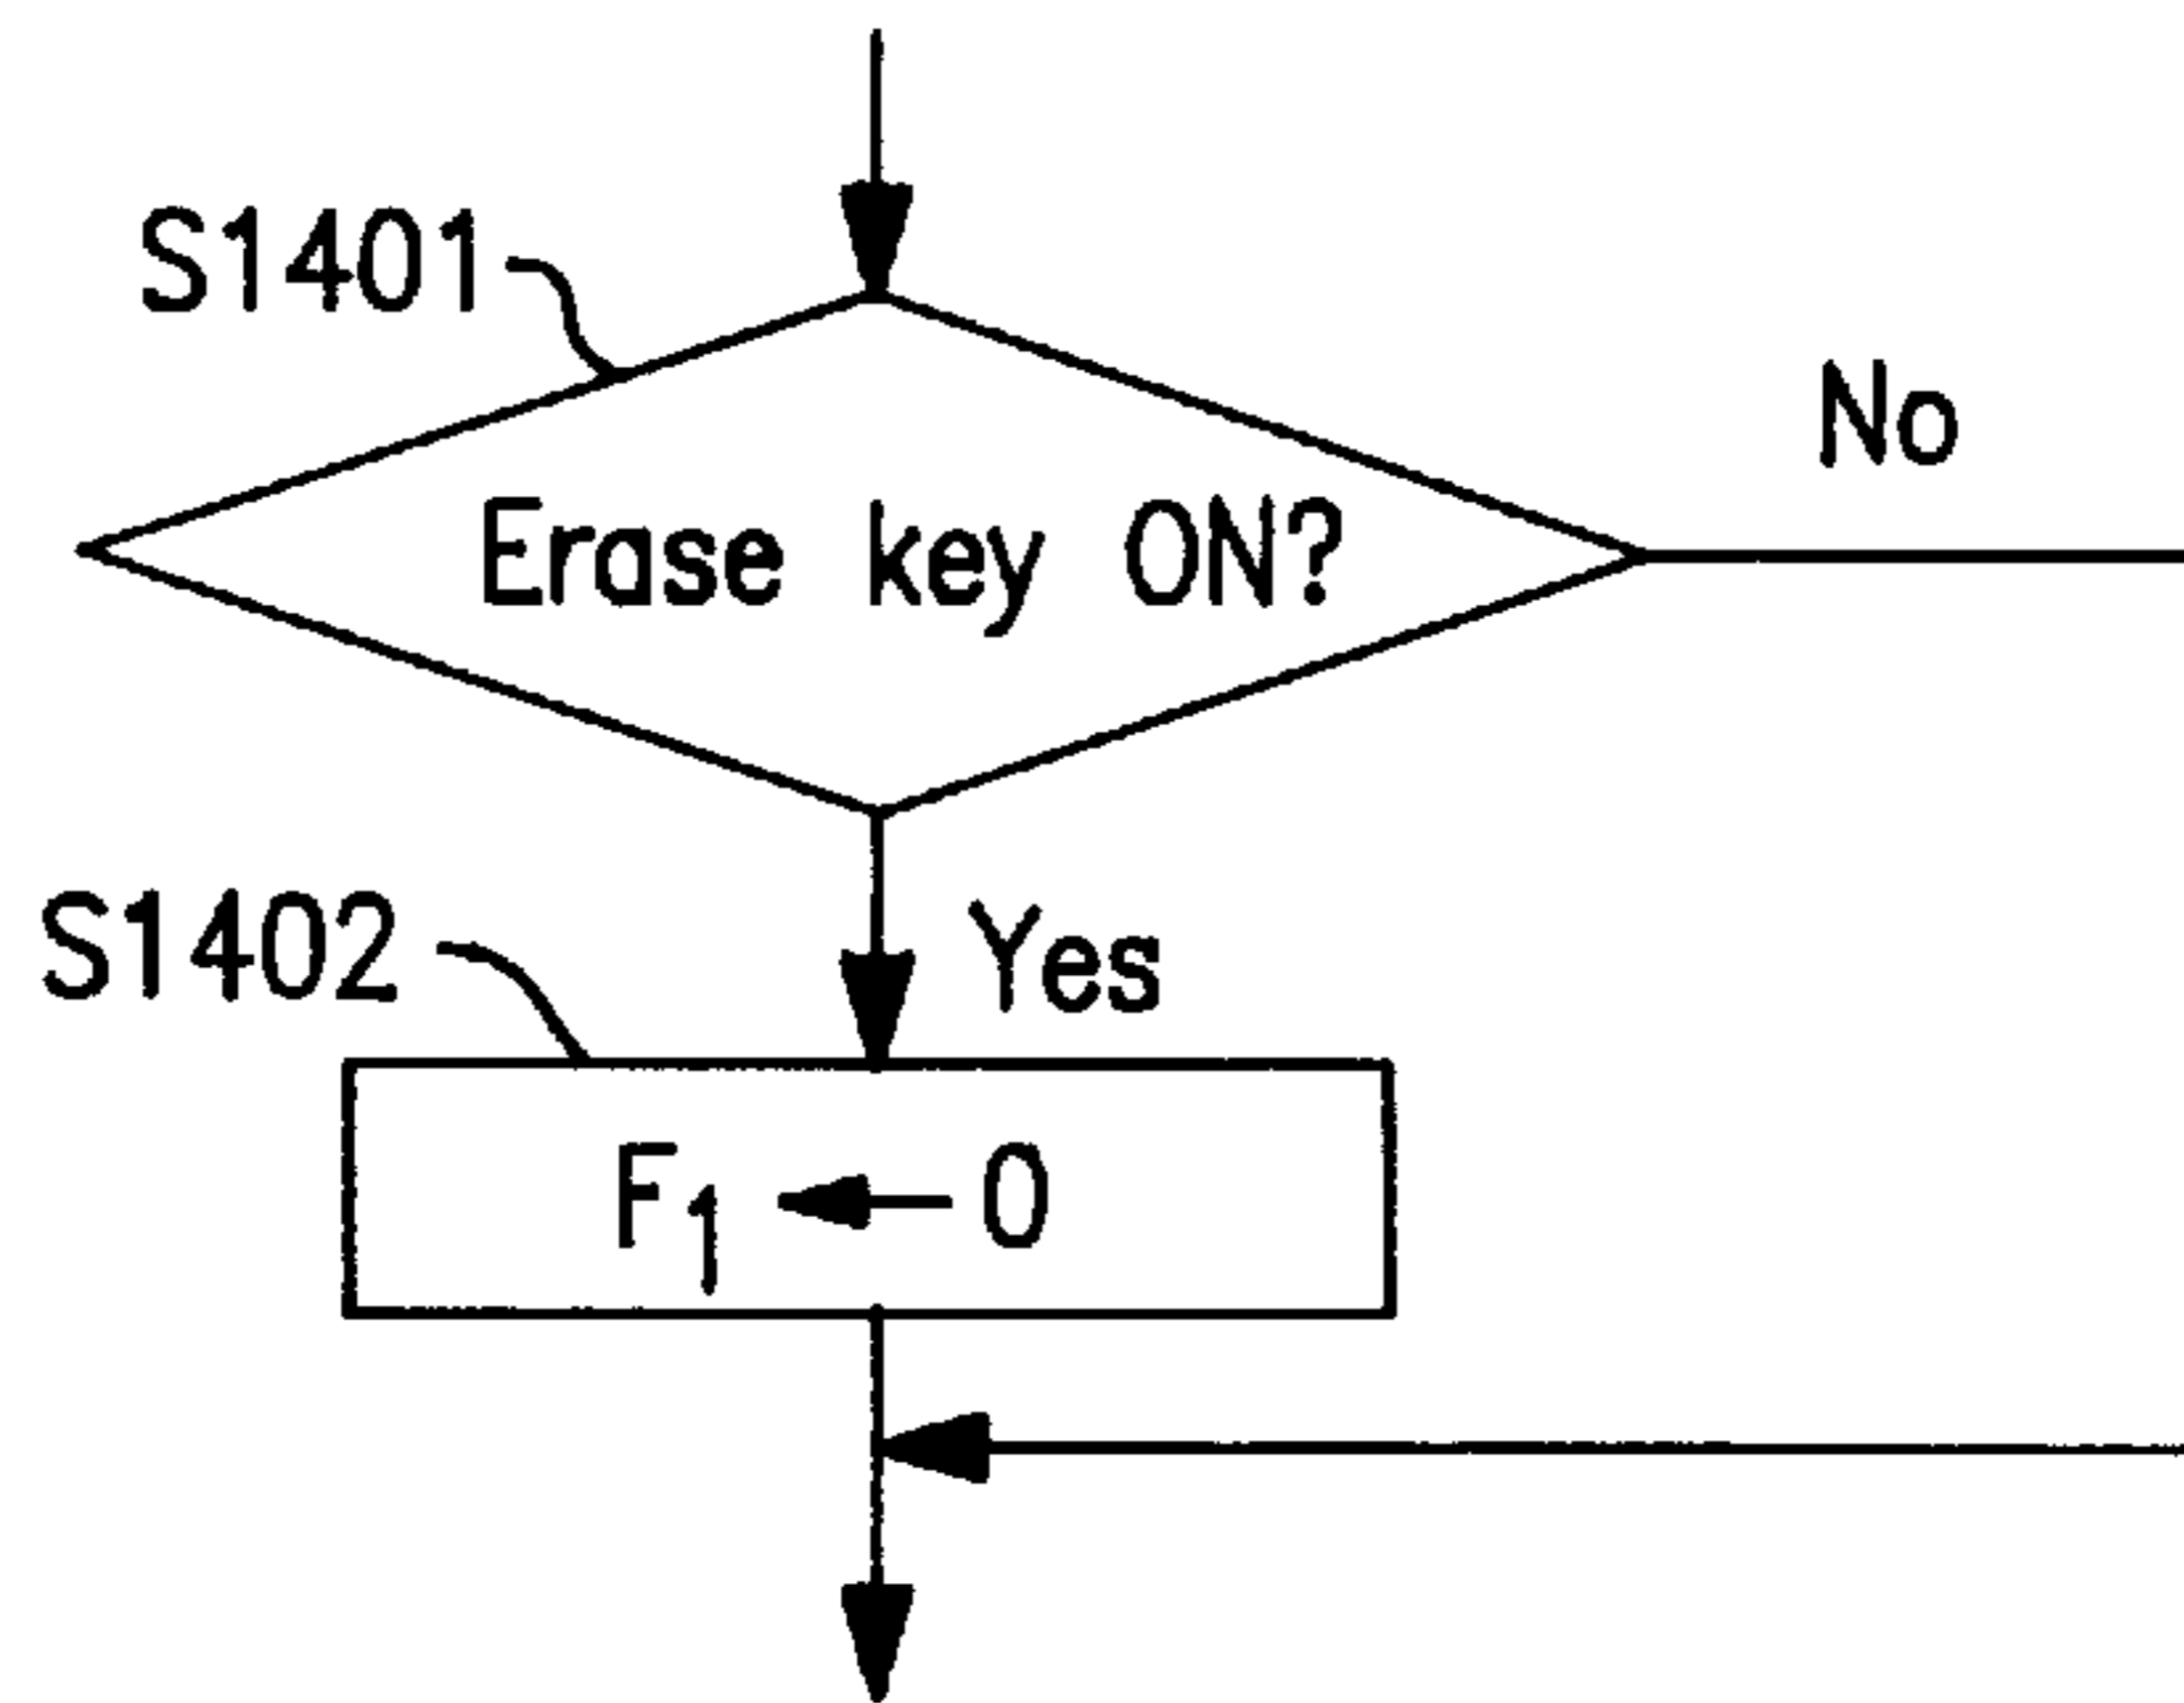 S1401
No
Erase key ON?
S1402
Yes
F₁ ← 0